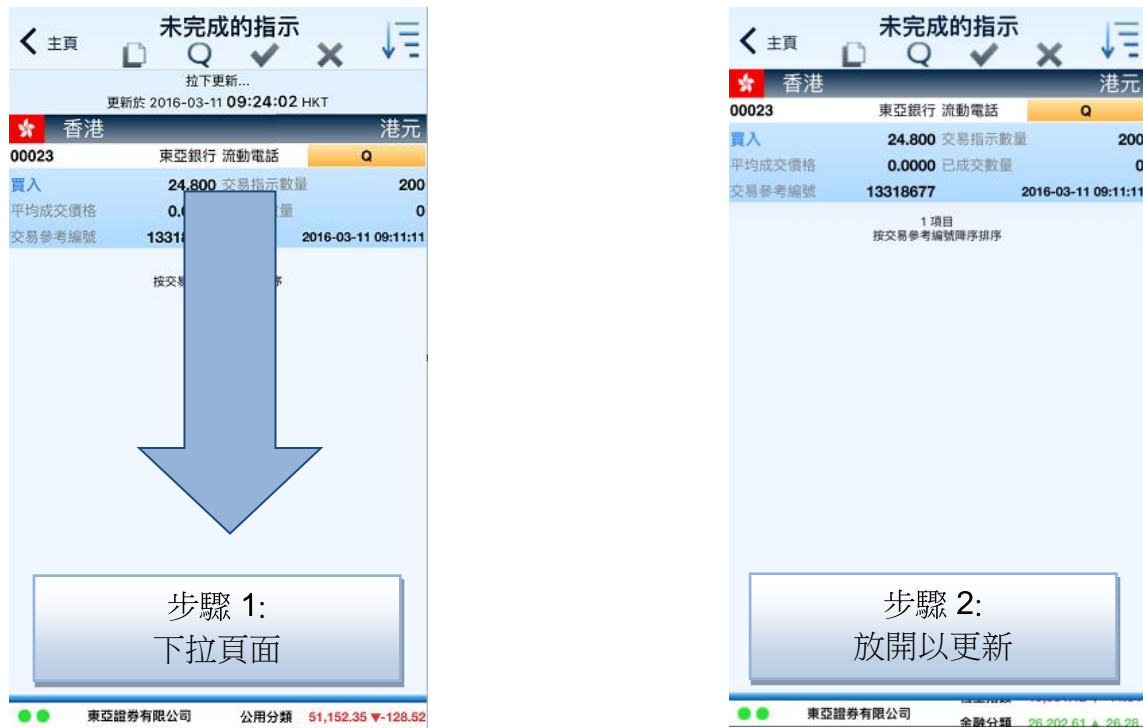 未完成的指示
主頁
Q
拉下更新...
更新於 2016-03-11 09:24:02 HKT
香港 港元
00023 東亞銀行 流動電話 Q
買入 24.800 交易指示數量 200
平均成交價格 0. 量 0
交易參考編號 1331 2016-03-11 09:11:11
按交 序
步驟 1:
下拉頁面
東亞證券有限公司 公用分類 51,152.35 ▼-128.52
未完成的指示
主頁
Q
香港 港元
00023 東亞銀行 流動電話 Q
買入 24.800 交易指示數量 200
平均成交價格 0.0000 已成交數量 0
交易參考編號 13318677 2016-03-11 09:11:11
1 項目
按交易參考編號降序排序
步驟 2:
放開以更新
東亞證券有限公司 金融分類 26,202.61 ▲ 26.28